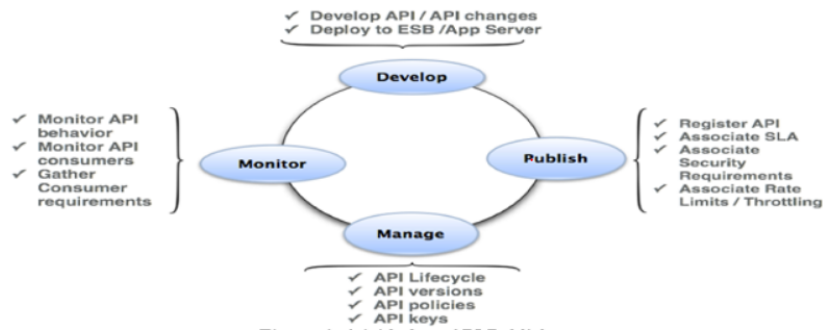 ✓ Develop API / API changes
✓ Deploy to ESB /App Server
Develop
✓ Monitor API
behavior
✓ Monitor API
consumers
✓ Gather
Consumer
requirements
Monitor
Publish
✓ Register API
✓ Associate SLA
✓ Associate
Security
Requirements
✓ Associate Rate
Limits / Throttling
Manage
✓ API Lifecycle
✓ API versions
✓ API policies
✓ API keys